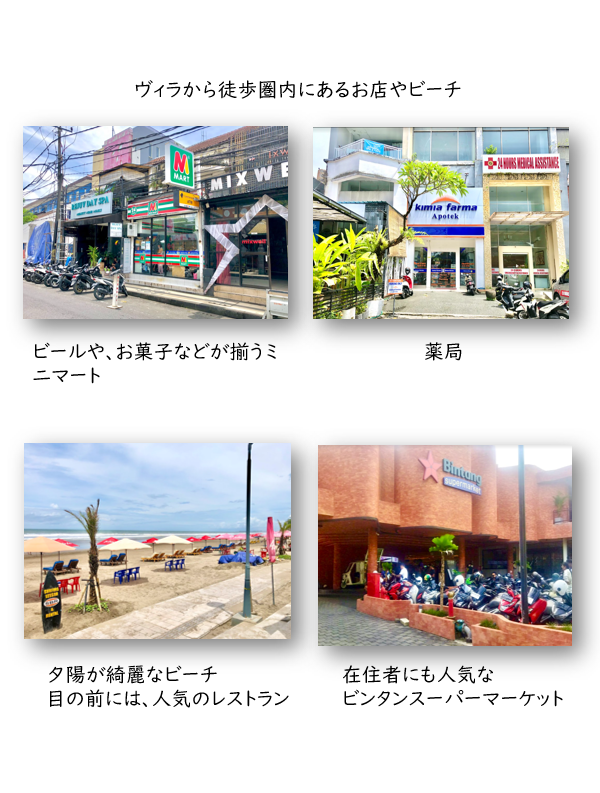 ヴィラから徒歩圏内にあるお店やビーチ
BEAUTY DAY SPA
M
MART
MIXWE
kimia farma
Apotek
24 HOURS MEDICAL ASSISTANCE
ビールや、お菓子などが揃うミ
ニマート
薬局
Bintang
supermarket
夕陽が綺麗なビーチ
目の前には、人気のレストラン
在住者にも人気な
ビンタンスーパーマーケット